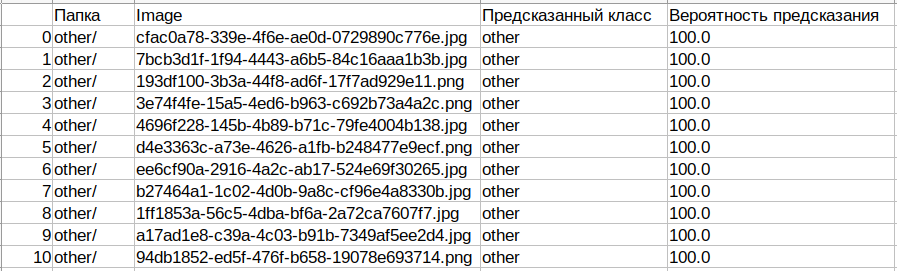 Папка Image Предсказанный класс Вероятность предсказания
0 other/ cfac0a78-339e-4f6e-ae0d-0729890c776e.jpg other 100.0
1 other/ 7bcb3d1f-1f94-4443-a6b5-84c16aaa1b3b.jpg other 100.0
2 other/ 193df100-3b3a-44f8-ad6f-17f7ad929e11.png other 100.0
3 other/ 3e74f4fe-15a5-4ed6-b963-c692b73a4a2c.png other 100.0
4 other/ 4696f228-145b-4b89-b71c-79fe4004b138.jpg other 100.0
5 other/ d4e3363c-a73e-4626-a1fb-b248477e9ecf.png other 100.0
6 other/ ee6cf90a-2916-4a2c-ab17-524e69f30265.jpg other 100.0
7 other/ b27464a1-1c02-4d0b-9a8c-cf96e4a8330b.jpg other 100.0
8 other/ 1ff1853a-56c5-4dba-bf6a-2a72ca7607f7.jpg other 100.0
9 other/ a17ad1e8-c39a-4c03-b91b-7349af5ee2d4.jpg other 100.0
10 other/ 94db1852-ed5f-476f-b658-19078e693714.png other 100.0